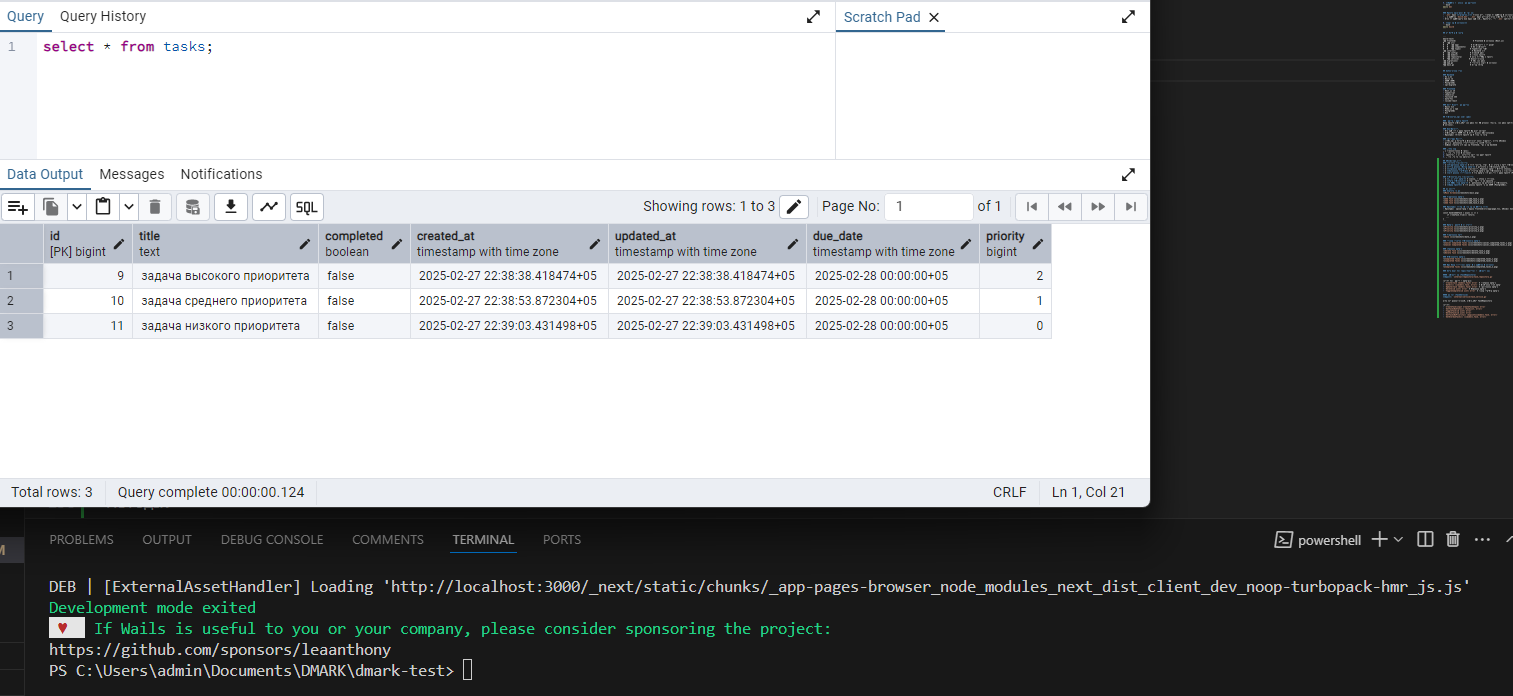 Query Query History
Scratch Pad
1 select * from tasks;
Data Output Messages Notifications
SQL Showing rows: 1 to 3 Page No: 1 of 1
id title completed created_at updated_at due_date priority
[PK] bigint text boolean timestamp with time zone timestamp with time zone timestamp with time zone bigint
1 9 задача высокого приоритета false 2025-02-27 22:38:38.418474+05 2025-02-27 22:38:38.418474+05 2025-02-28 00:00:00+05 2
2 10 задача среднего приоритета false 2025-02-27 22:38:53.872304+05 2025-02-27 22:38:53.872304+05 2025-02-28 00:00:00+05 1
3 11 задача низкого приоритета false 2025-02-27 22:39:03.431498+05 2025-02-27 22:39:03.431498+05 2025-02-28 00:00:00+05 0
Total rows: 3 Query complete 00:00:00.124 CRLF Ln 1, Col 21
M
PROBLEMS OUTPUT DEBUG CONSOLE COMMENTS TERMINAL PORTS powershell
DEB | [ExternalAssetHandler] Loading 'http://localhost:3000/_next/static/chunks/_app-pages-browser_node_modules_next_dist_client_dev_noop-turbopack-hmr_js.js'
Development mode exited
♥ If Wails is useful to you or your company, please consider sponsoring the project:
https://github.com/sponsors/leaanthony
PS C:\Users\admin\Documents\DMARK\dmark-test>